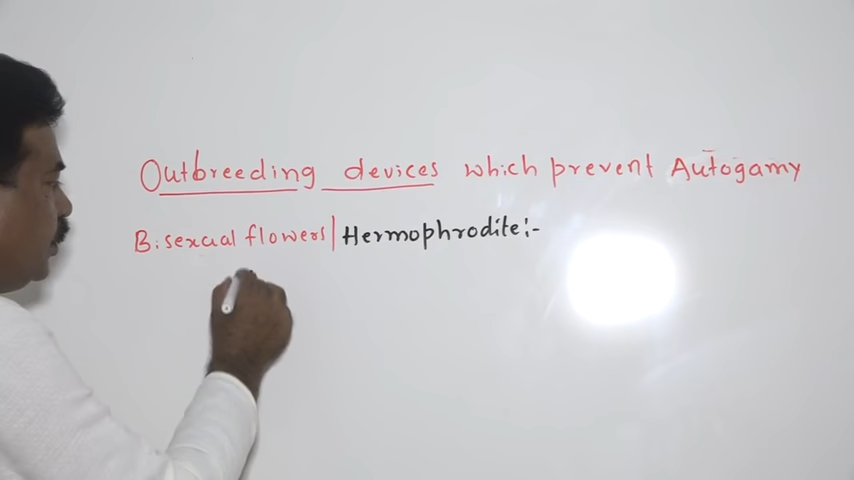 Outbreeding devices which prevent Autogamy
Bisexual flowers | Hermophrodite :-